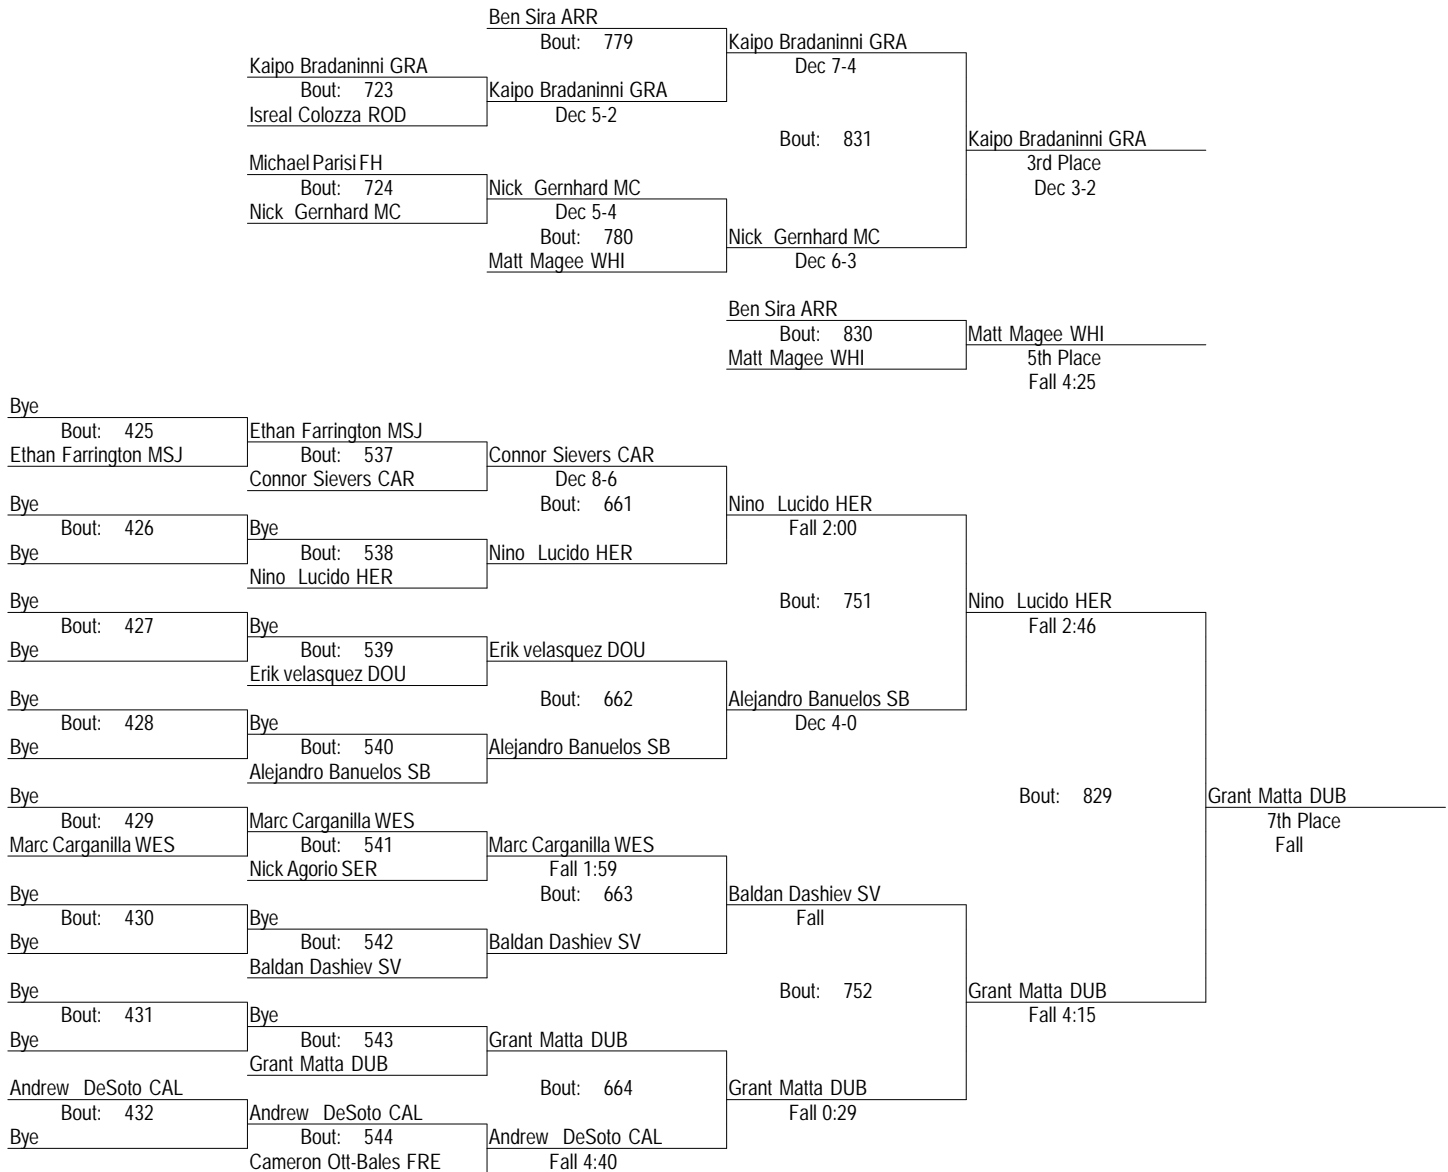 Ben Sira ARR
Bout: 779
Kaipo Bradaninni GRA
Kaipo Bradaninni GRA
Dec 7-4
Bout: 723
Kaipo Bradaninni GRA
Isreal Colozza ROD
Dec 5-2
Bout: 831
Kaipo Bradaninni GRA
Michael Parisi FH
3rd Place
Bout: 724
Nick Gernhard MC
Dec 3-2
Nick Gernhard MC
Dec 5-4
Bout: 780
Nick Gernhard MC
Matt Magee WHI
Dec 6-3
Ben Sira ARR
Bout: 830
Matt Magee WHI
Matt Magee WHI
5th Place
Fall 4:25
Bye
Bout: 425
Ethan Farrington MSJ
Ethan Farrington MSJ
Bout: 537
Connor Sievers CAR
Connor Sievers CAR
Dec 8-6
Bye
Bout: 661
Nino Lucido HER
Bout: 426
Bye
Fall 2:00
Bye
Bout: 538
Nino Lucido HER
Nino Lucido HER
Bye
Bout: 751
Nino Lucido HER
Bout: 427
Bye
Fall 2:46
Bye
Bout: 539
Erik velasquez DOU
Erik velasquez DOU
Bye
Bout: 662
Alejandro Banuelos SB
Bout: 428
Bye
Dec 4-0
Bye
Bout: 540
Alejandro Banuelos SB
Alejandro Banuelos SB
Bye
Bout: 829
Grant Matta DUB
Bout: 429
Marc Carganilla WES
7th Place
Marc Carganilla WES
Bout: 541
Marc Carganilla WES
Fall
Nick Agorio SER
Fall 1:59
Bye
Bout: 663
Baldan Dashiev SV
Bout: 430
Bye
Fall
Bye
Bout: 542
Baldan Dashiev SV
Baldan Dashiev SV
Bye
Bout: 752
Grant Matta DUB
Bout: 431
Bye
Fall 4:15
Bye
Bout: 543
Grant Matta DUB
Grant Matta DUB
Andrew DeSoto CAL
Bout: 664
Grant Matta DUB
Bout: 432
Andrew DeSoto CAL
Fall 0:29
Bye
Bout: 544
Andrew DeSoto CAL
Cameron Ott-Bales FRE
Fall 4:40